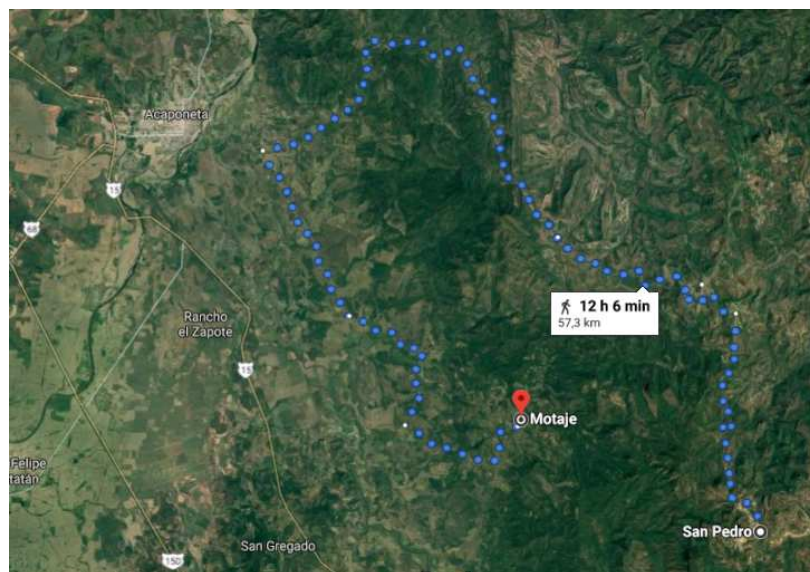 Acaponeta
15
68
Rancho
el Zapote
15
12 h 6 min
57,3 km
Motaje
Felipe
tatán
San Pedro
San Gregado
150